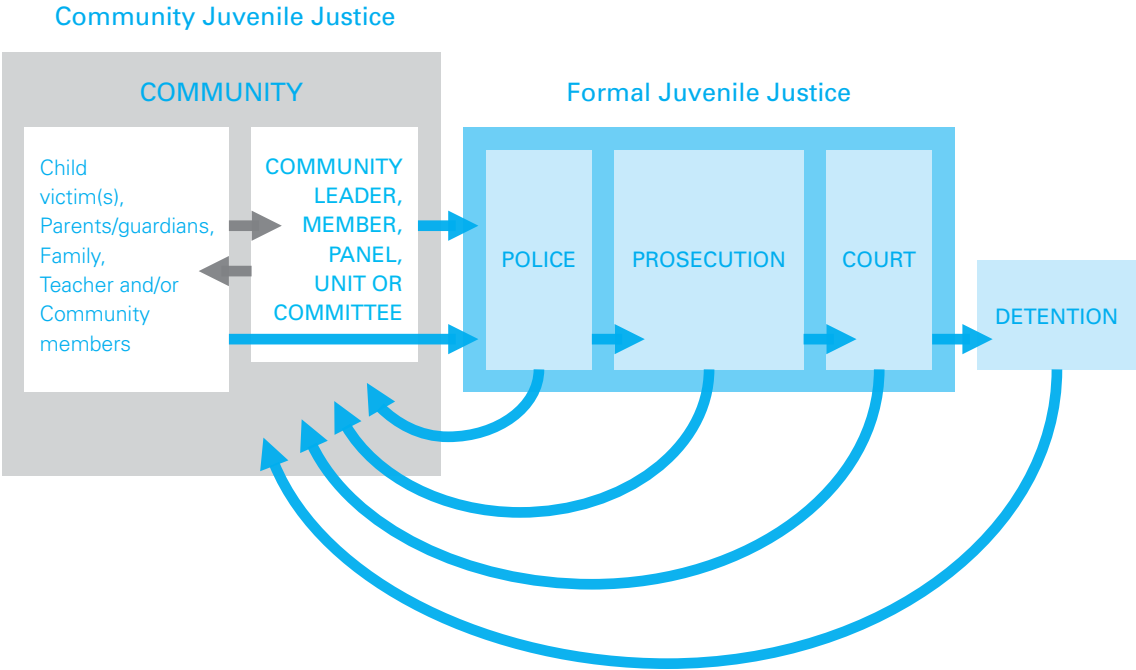 Community Juvenile Justice
COMMUNITY
Child
victim(s),
Parents/guardians,
Family,
Teacher and/or
Community
members
COMMUNITY
LEADER,
MEMBER,
PANEL,
UNIT OR
COMMITTEE
Formal Juvenile Justice
POLICE
PROSECUTION
COURT
DETENTION